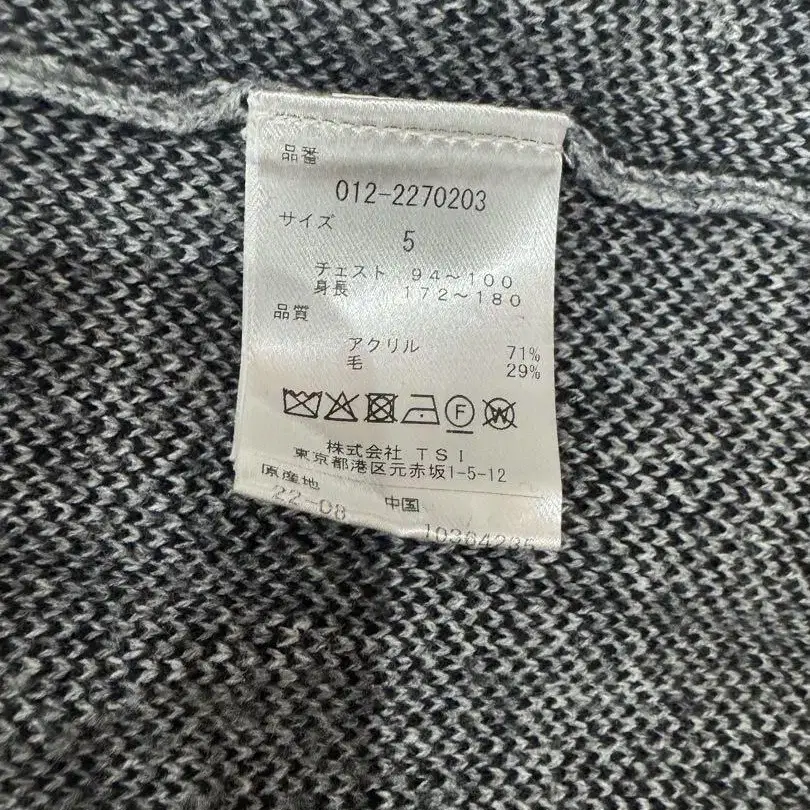 品番
012-2270203
サイズ
5
チェスト 94～100
身長 172～180
品質
アクリル 71%
毛 29%
F W
株式会社 TSI
東京都港区元赤坂1-5-12
原産地 中国
22-08